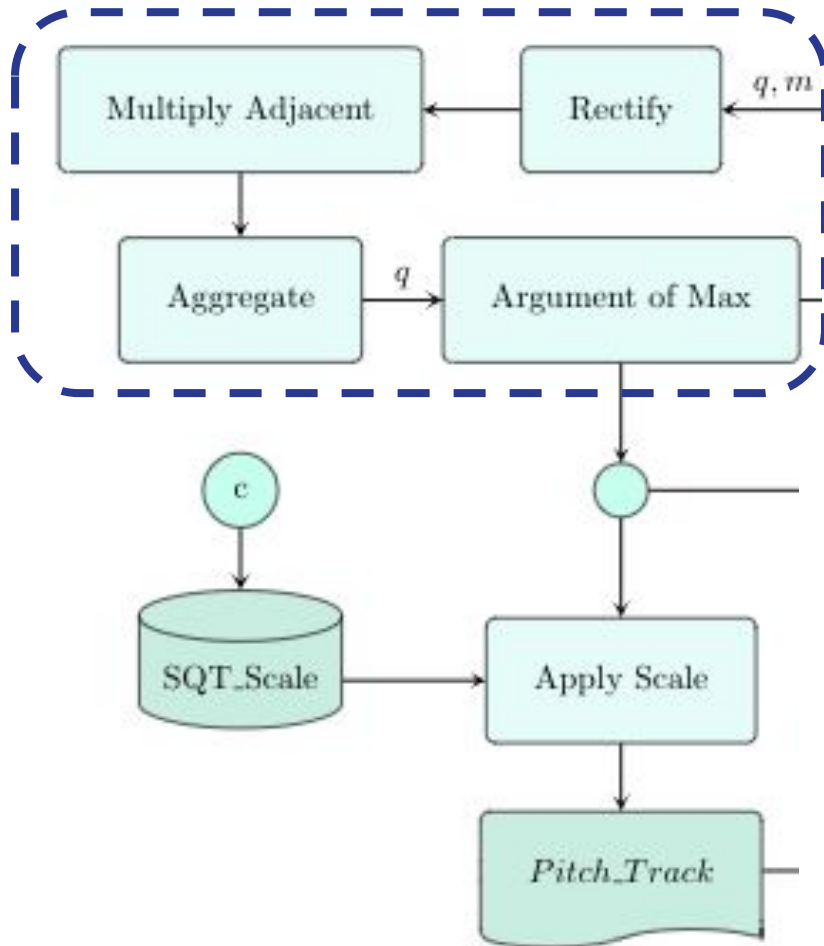 Multiply Adjacent
Rectify
q, m
Aggregate
q
Argument of Max
c
SQT_Scale
Apply Scale
Pitch_Track